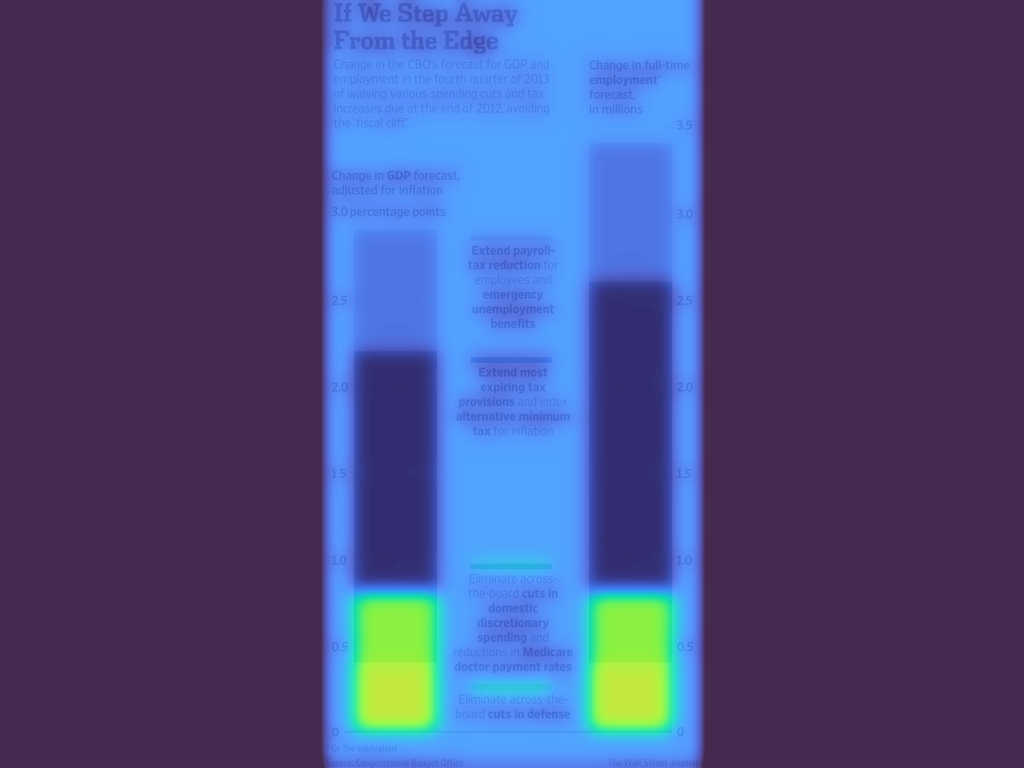 If We Step Away
From the Edge
Change in the CBO's forecast for GDP and
employment in the fourth quarter of 2013
of waiving various spending cuts and tax
increases due at the end of 2012, avoiding
the 'fiscal cliff.'
Change in full-time
employment*
forecast,
in millions
3.5
Change in GDP forecast,
adjusted for inflation
3.0 percentage points
3.0
Extend payroll-
tax reduction for
employees and
emergency
unemployment
benefits
2.5
2.5
Extend most
expiring tax
provisions and index
alternative minimum
tax for inflation
2.0
2.0
1.5
1.5
1.0
1.0
Eliminate across-
the-board cuts in
domestic
discretionary
spending and
reductions in Medicare
doctor payment rates
0.5
0.5
Eliminate across-the-
board cuts in defense
0
0
*Or the equivalent
Source: Congressional Budget Office
The Wall Street Journal